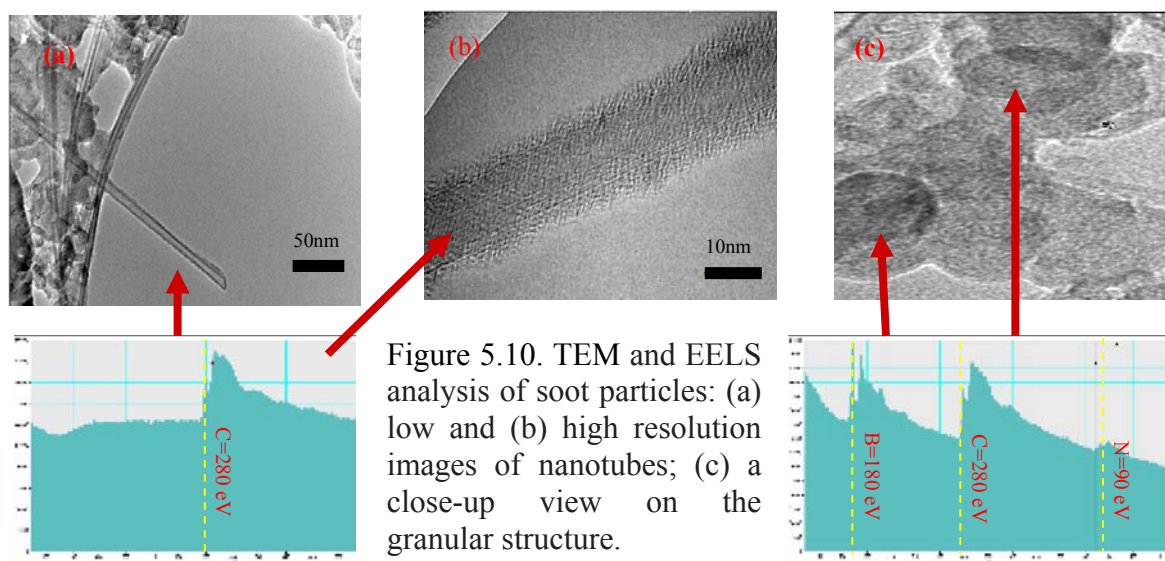 (a)
50nm
(b)
10nm
(c)
C=280 eV
Figure 5.10. TEM and EELS
analysis of soot particles: (a)
low and (b) high resolution
images of nanotubes; (c) a
close-up view on the
granular structure.
B=180 eV
C=280 eV
N=90 eV